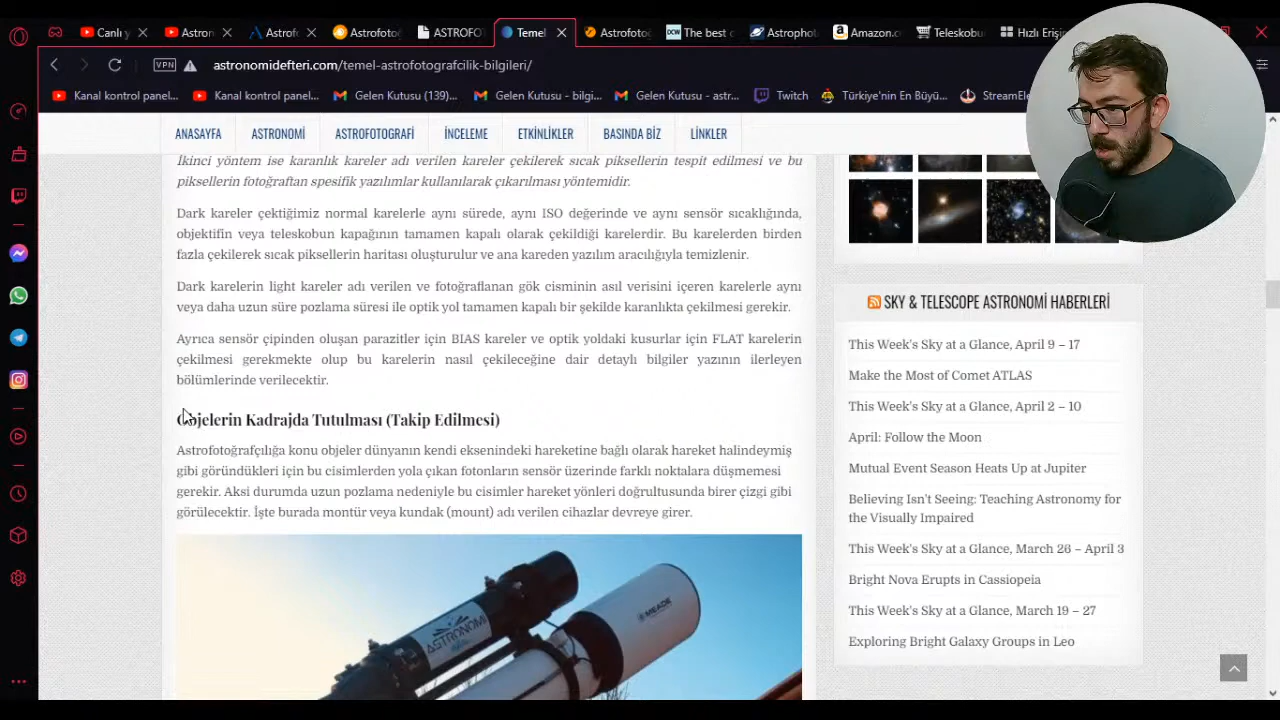 Canlı y
Astron
Astrofo
Astrofoto
ASTROFO
Temel
Astrofotog
DCW
The best c
Astrophot
Amazon.co
Teleskobu
Hızlı Erişi
VPN
astronomidefteri.com/temel-astrofotografcilik-bilgileri/
Kanal kontrol panel...
Kanal kontrol panel...
Gelen Kutusu (139)...
Gelen Kutusu - bilgi...
Gelen Kutusu - astr...
Twitch
Türkiye'nin En Büyü...
StreamEle
ANASAYFA
ASTRONOMİ
ASTROFOTOGRAFİ
İNCELEME
ETKİNLİKLER
BASINDA BİZ
LİNKLER
İkinci yöntem ise karanlık kareler adı verilen kareler çekilerek sıcak piksellerin tespit edilmesi ve bu
piksellerin fotoğraftan spesifik yazılımlar kullanılarak çıkarılması yöntemidir.
Dark kareler çektiğimiz normal karelerle aynı sürede, aynı ISO değerinde ve aynı sensör sıcaklığında,
objektifin veya teleskobun kapağının tamamen kapalı olarak çekildiği karelerdir. Bu karelerden birden
fazla çekilerek sıcak piksellerin haritası oluşturulur ve ana kareden yazılım aracılığıyla temizlenir.
Dark karelerin light kareler adı verilen ve fotoğraflanan gök cisminin asıl verisini içeren karelerle aynı
veya daha uzun süre pozlama süresi ile optik yol tamamen kapalı bir şekilde karanlıkta çekilmesi gerekir.
Ayrıca sensör çipinden oluşan parazitler için BIAS kareler ve optik yoldaki kusurlar için FLAT karelerin
çekilmesi gerekmekte olup bu karelerin nasıl çekileceğine dair detaylı bilgiler yazının ilerleyen
bölümlerinde verilecektir.
Objelerin Kadrajda Tutulması (Takip Edilmesi)
Astrofotoğrafçılığa konu objeler dünyanın kendi eksenindeki hareketine bağlı olarak hareket halindeymiş
gibi göründükleri için bu cisimlerden yola çıkan fotonların sensör üzerinde farklı noktalara düşmemesi
gerekir. Aksi durumda uzun pozlama nedeniyle bu cisimler hareket yönleri doğrultusunda birer çizgi gibi
görülecektir. İşte burada montür veya kundak (mount) adı verilen cihazlar devreye girer.
ASTRONOMİ
MEADE
SKY & TELESCOPE ASTRONOMİ HABERLERİ
This Week's Sky at a Glance, April 9 – 17
Make the Most of Comet ATLAS
This Week's Sky at a Glance, April 2 – 10
April: Follow the Moon
Mutual Event Season Heats Up at Jupiter
Believing Isn't Seeing: Teaching Astronomy for
the Visually Impaired
This Week's Sky at a Glance, March 26 – April 3
Bright Nova Erupts in Cassiopeia
This Week's Sky at a Glance, March 19 – 27
Exploring Bright Galaxy Groups in Leo